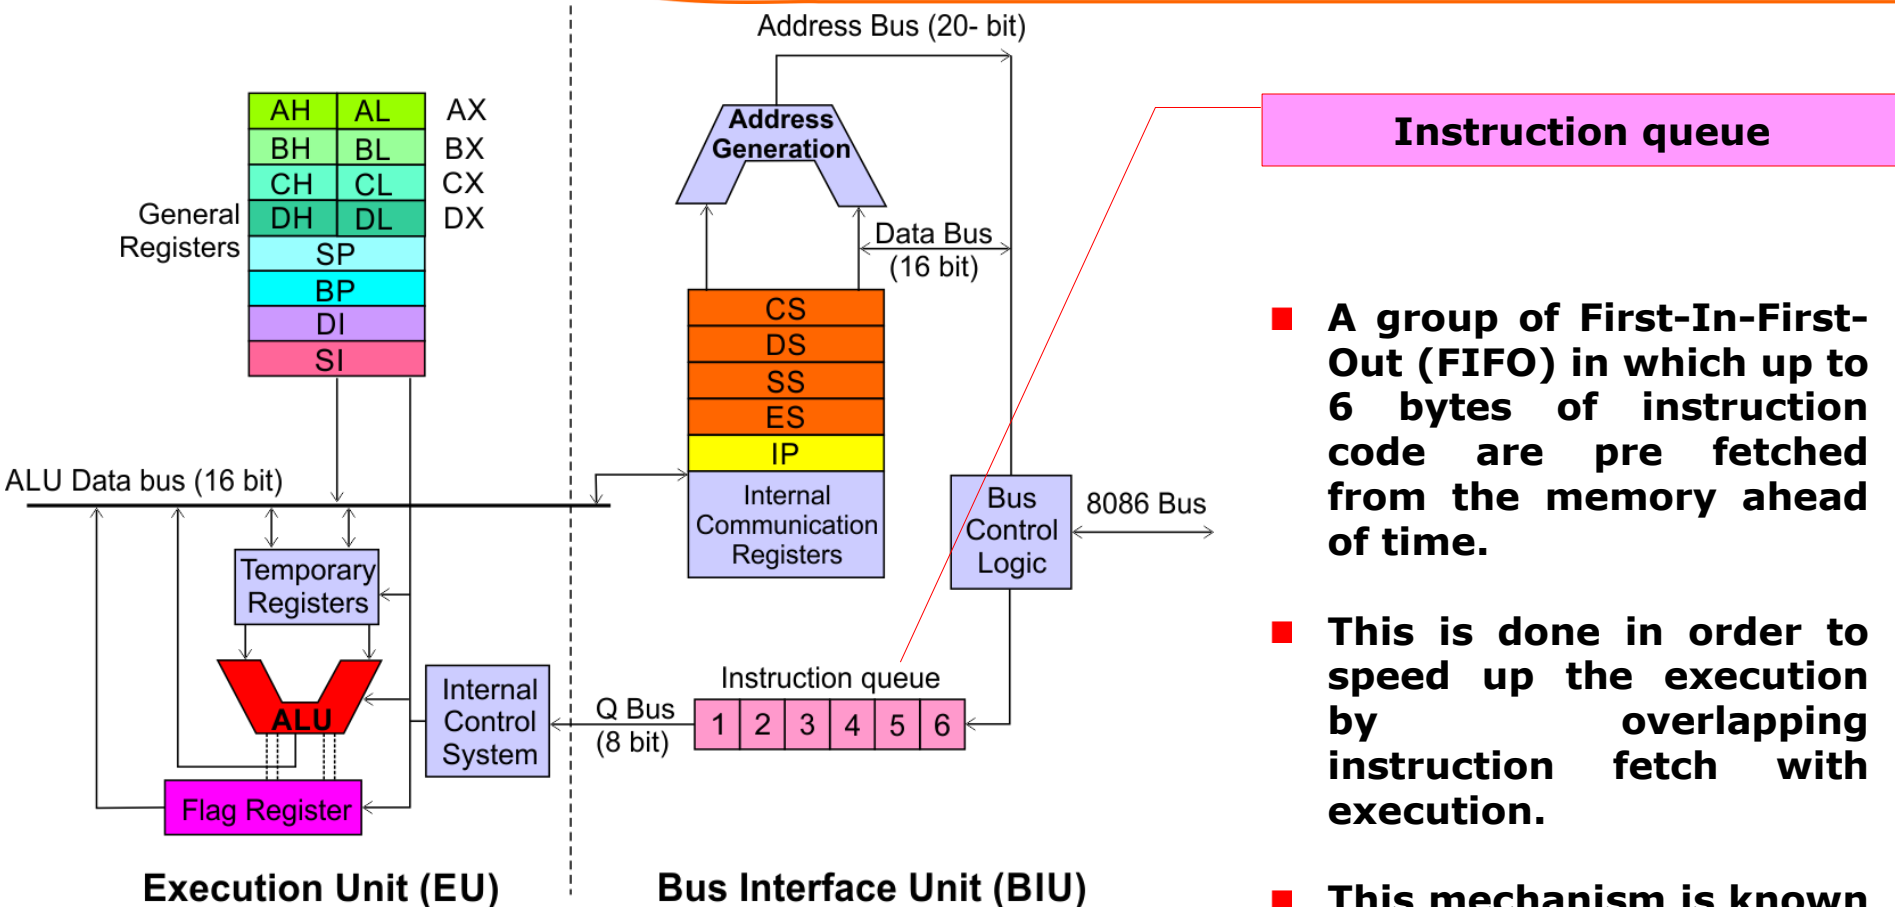 Address Bus (20- bit)
AH AL AX
BH BL BX
CH CL CX
DH DL DX
General
Registers
SP
BP
DI
SI
Address
Generation
Data Bus
(16 bit)
CS
DS
SS
ES
IP
Internal
Communication
Registers
ALU Data bus (16 bit)
Bus
Control
Logic
8086 Bus
Temporary
Registers
ALU
Internal
Control
System
Q Bus
(8 bit)
Instruction queue
1 2 3 4 5 6
Flag Register
Execution Unit (EU)
Bus Interface Unit (BIU)
Instruction queue
A group of First-In-First-
Out (FIFO) in which up to
6 bytes of instruction
code are pre fetched
from the memory ahead
of time.
This is done in order to
speed up the execution
by overlapping
instruction fetch with
execution.
This mechanism is known